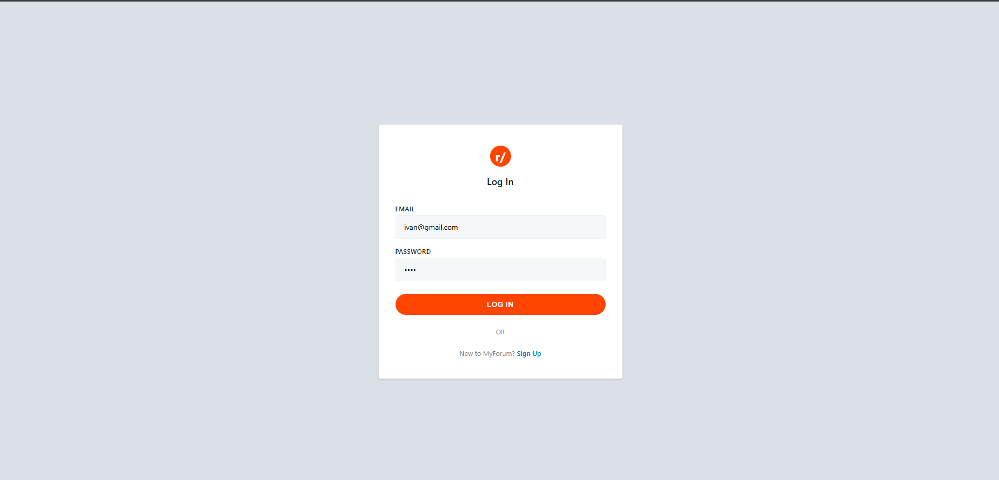 r/
Log In
EMAIL
ivan@gmail.com
PASSWORD
••••
LOG IN
OR
New to MyForum? Sign Up